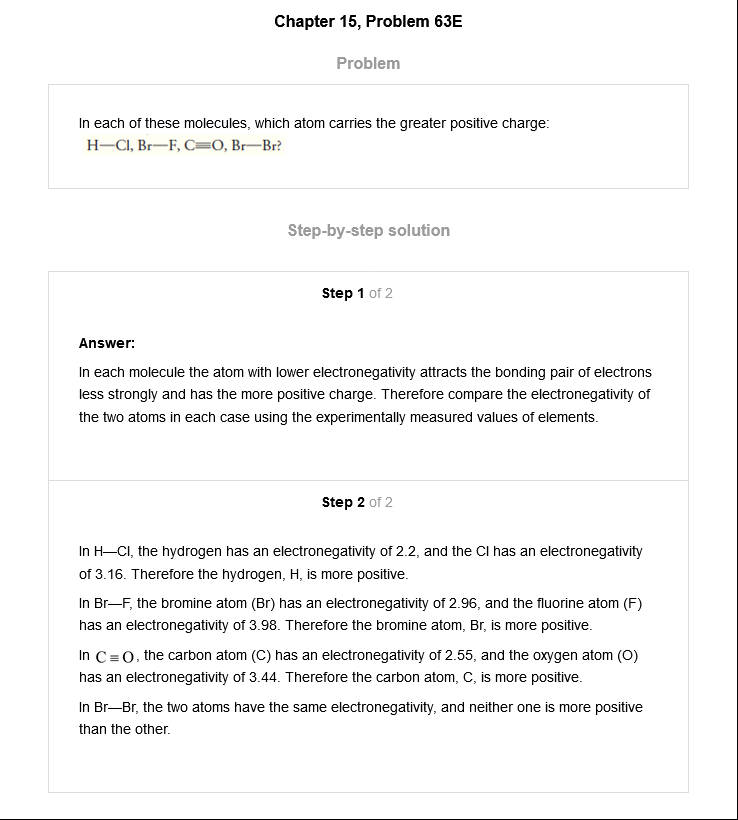 Chapter 15, Problem 63E
Problem
In each of these molecules, which atom carries the greater positive charge:
H—Cl, Br—F, C≡O, Br—Br?
Step-by-step solution
Step 1 of 2
Answer:
In each molecule the atom with lower electronegativity attracts the bonding pair of electrons
less strongly and has the more positive charge. Therefore compare the electronegativity of
the two atoms in each case using the experimentally measured values of elements.
Step 2 of 2
In H—Cl, the hydrogen has an electronegativity of 2.2, and the Cl has an electronegativity
of 3.16. Therefore the hydrogen, H, is more positive.
In Br—F, the bromine atom (Br) has an electronegativity of 2.96, and the fluorine atom (F)
has an electronegativity of 3.98. Therefore the bromine atom, Br, is more positive.
In C≡O, the carbon atom (C) has an electronegativity of 2.55, and the oxygen atom (O)
has an electronegativity of 3.44. Therefore the carbon atom, C, is more positive.
In Br—Br, the two atoms have the same electronegativity, and neither one is more positive
than the other.